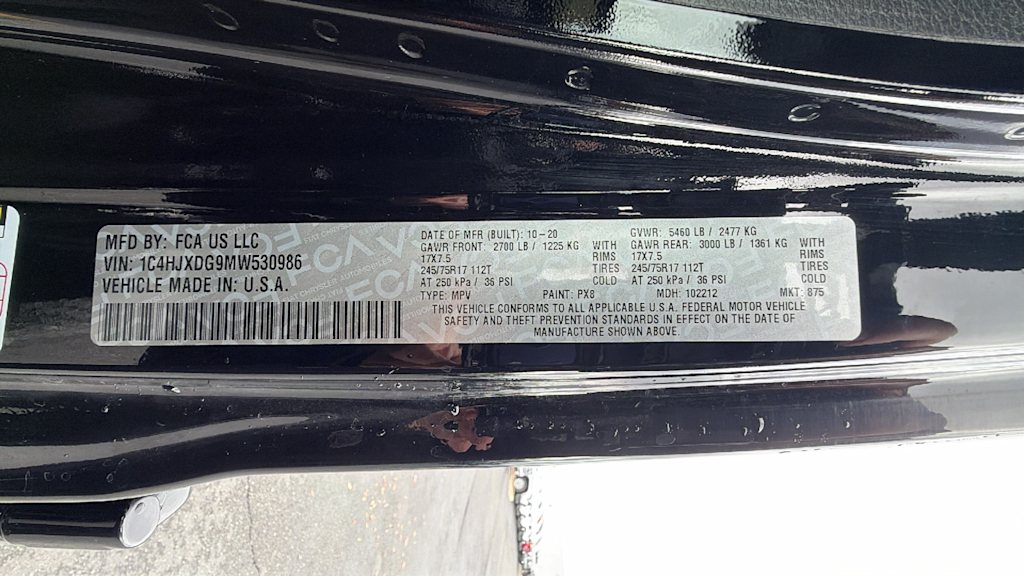 MFD BY: FCA US LLC
VIN: 1C4HJXDG9MW530986
VEHICLE MADE IN: U.S.A.
DATE OF MFR (BUILT): 10-20 GVWR: 5460 LB / 2477 KG
GAWR FRONT: 2700 LB / 1225 KG WITH GAWR REAR: 3000 LB / 1361 KG WITH
17X7.5 RIMS 17X7.5 RIMS
245/75R17 112T TIRES 245/75R17 112T TIRES
AT 250 kPa / 36 PSI COLD AT 250 kPa / 36 PSI COLD
TYPE: MPV PAINT: PX8 MDH: 102212 MKT: 875
THIS VEHICLE CONFORMS TO ALL APPLICABLE U.S.A. FEDERAL MOTOR VEHICLE
SAFETY AND THEFT PREVENTION STANDARDS IN EFFECT ON THE DATE OF
MANUFACTURE SHOWN ABOVE.